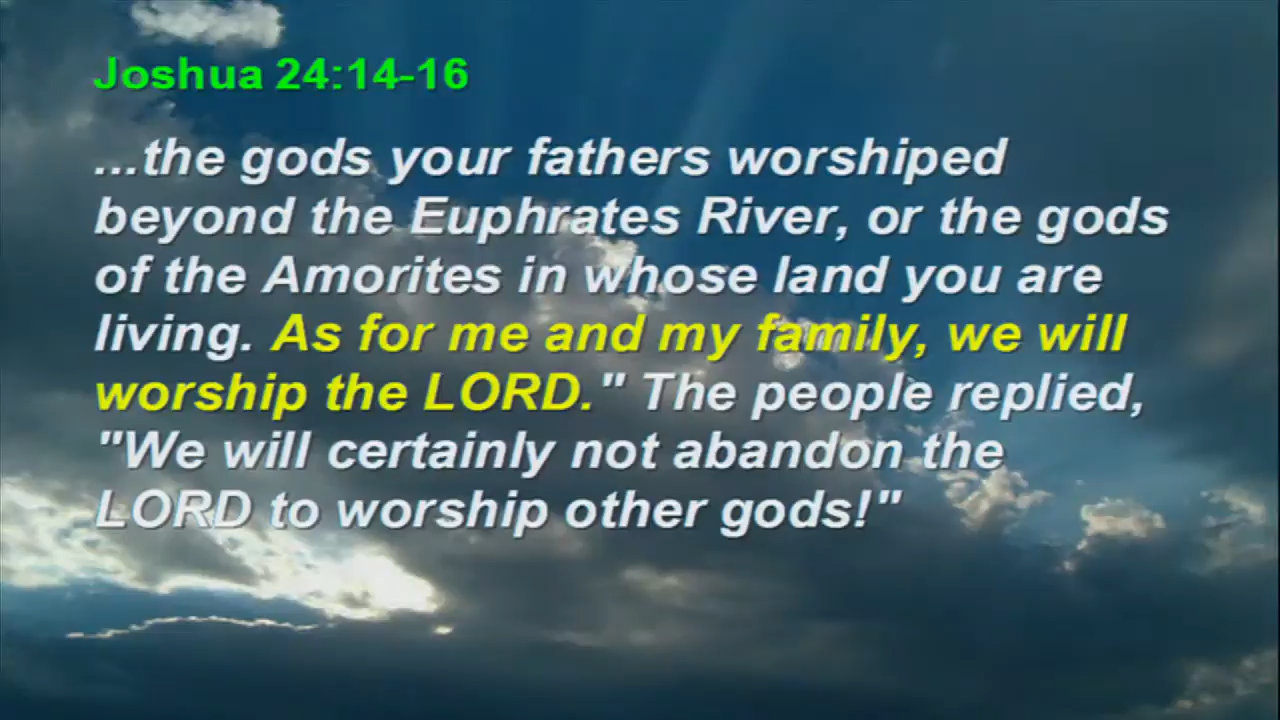 Joshua 24:14-16
...the gods your fathers worshiped
beyond the Euphrates River, or the gods
of the Amorites in whose land you are
living. As for me and my family, we will
worship the LORD." The people replied,
"We will certainly not abandon the
LORD to worship other gods!"